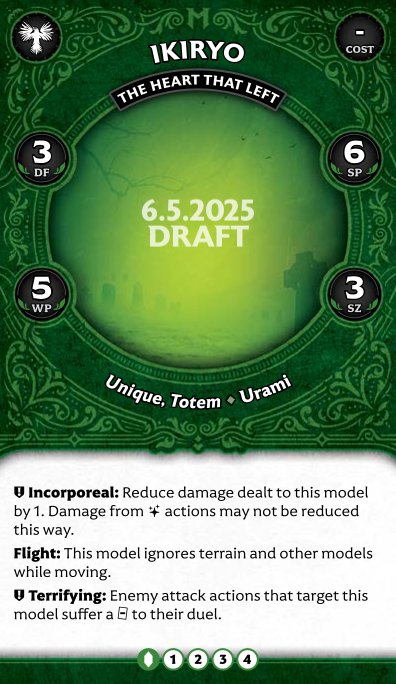 IKIRYO
THE HEART THAT LEFT
-
COST
3
DF
6
SP
6.5.2025
DRAFT
5
WP
3
SZ
Unique, Totem ◆ Urami
Incorporeal: Reduce damage dealt to this model
by 1. Damage from actions may not be reduced
this way.
Flight: This model ignores terrain and other models
while moving.
Terrifying: Enemy attack actions that target this
model suffer a to their duel.
1 2 3 4